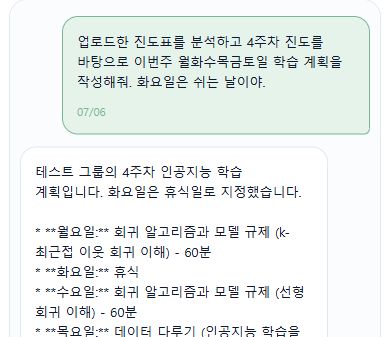 업로드한 진도표를 분석하고 4주차 진도를
바탕으로 이번주 월화수목금토일 학습 계획을
작성해줘. 화요일은 쉬는 날이야.
07/06
테스트 그룹의 4주차 인공지능 학습
계획입니다. 화요일은 휴식일로 지정했습니다.
* **월요일:** 회귀 알고리즘과 모델 규제 (k-
최근접 이웃 회귀 이해) - 60분
* **화요일:** 휴식
* **수요일:** 회귀 알고리즘과 모델 규제 (선형
회귀 이해) - 60분
* **목요일:** 데이터 다루기 (인공지능 학습을